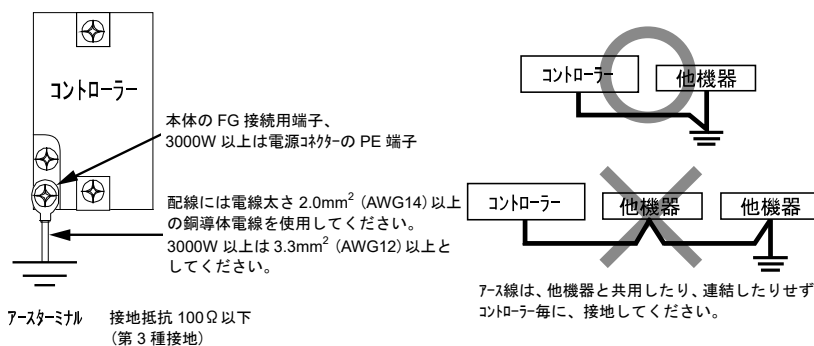 コントローラー
本体の FG 接続用端子、
3000W 以上は電源コネクターの PE 端子
配線には電線太さ 2.0mm² (AWG14) 以上
の銅導体電線を使用してください。
3000W 以上は 3.3mm² (AWG12) 以上と
してください。
アースターミナル
接地抵抗 100Ω以下
(第 3 種接地)
コントローラー
他機器
コントローラー
他機器
他機器
アース線は、他機器と共用したり、連結したりせず
コントローラー毎に、接地してください。